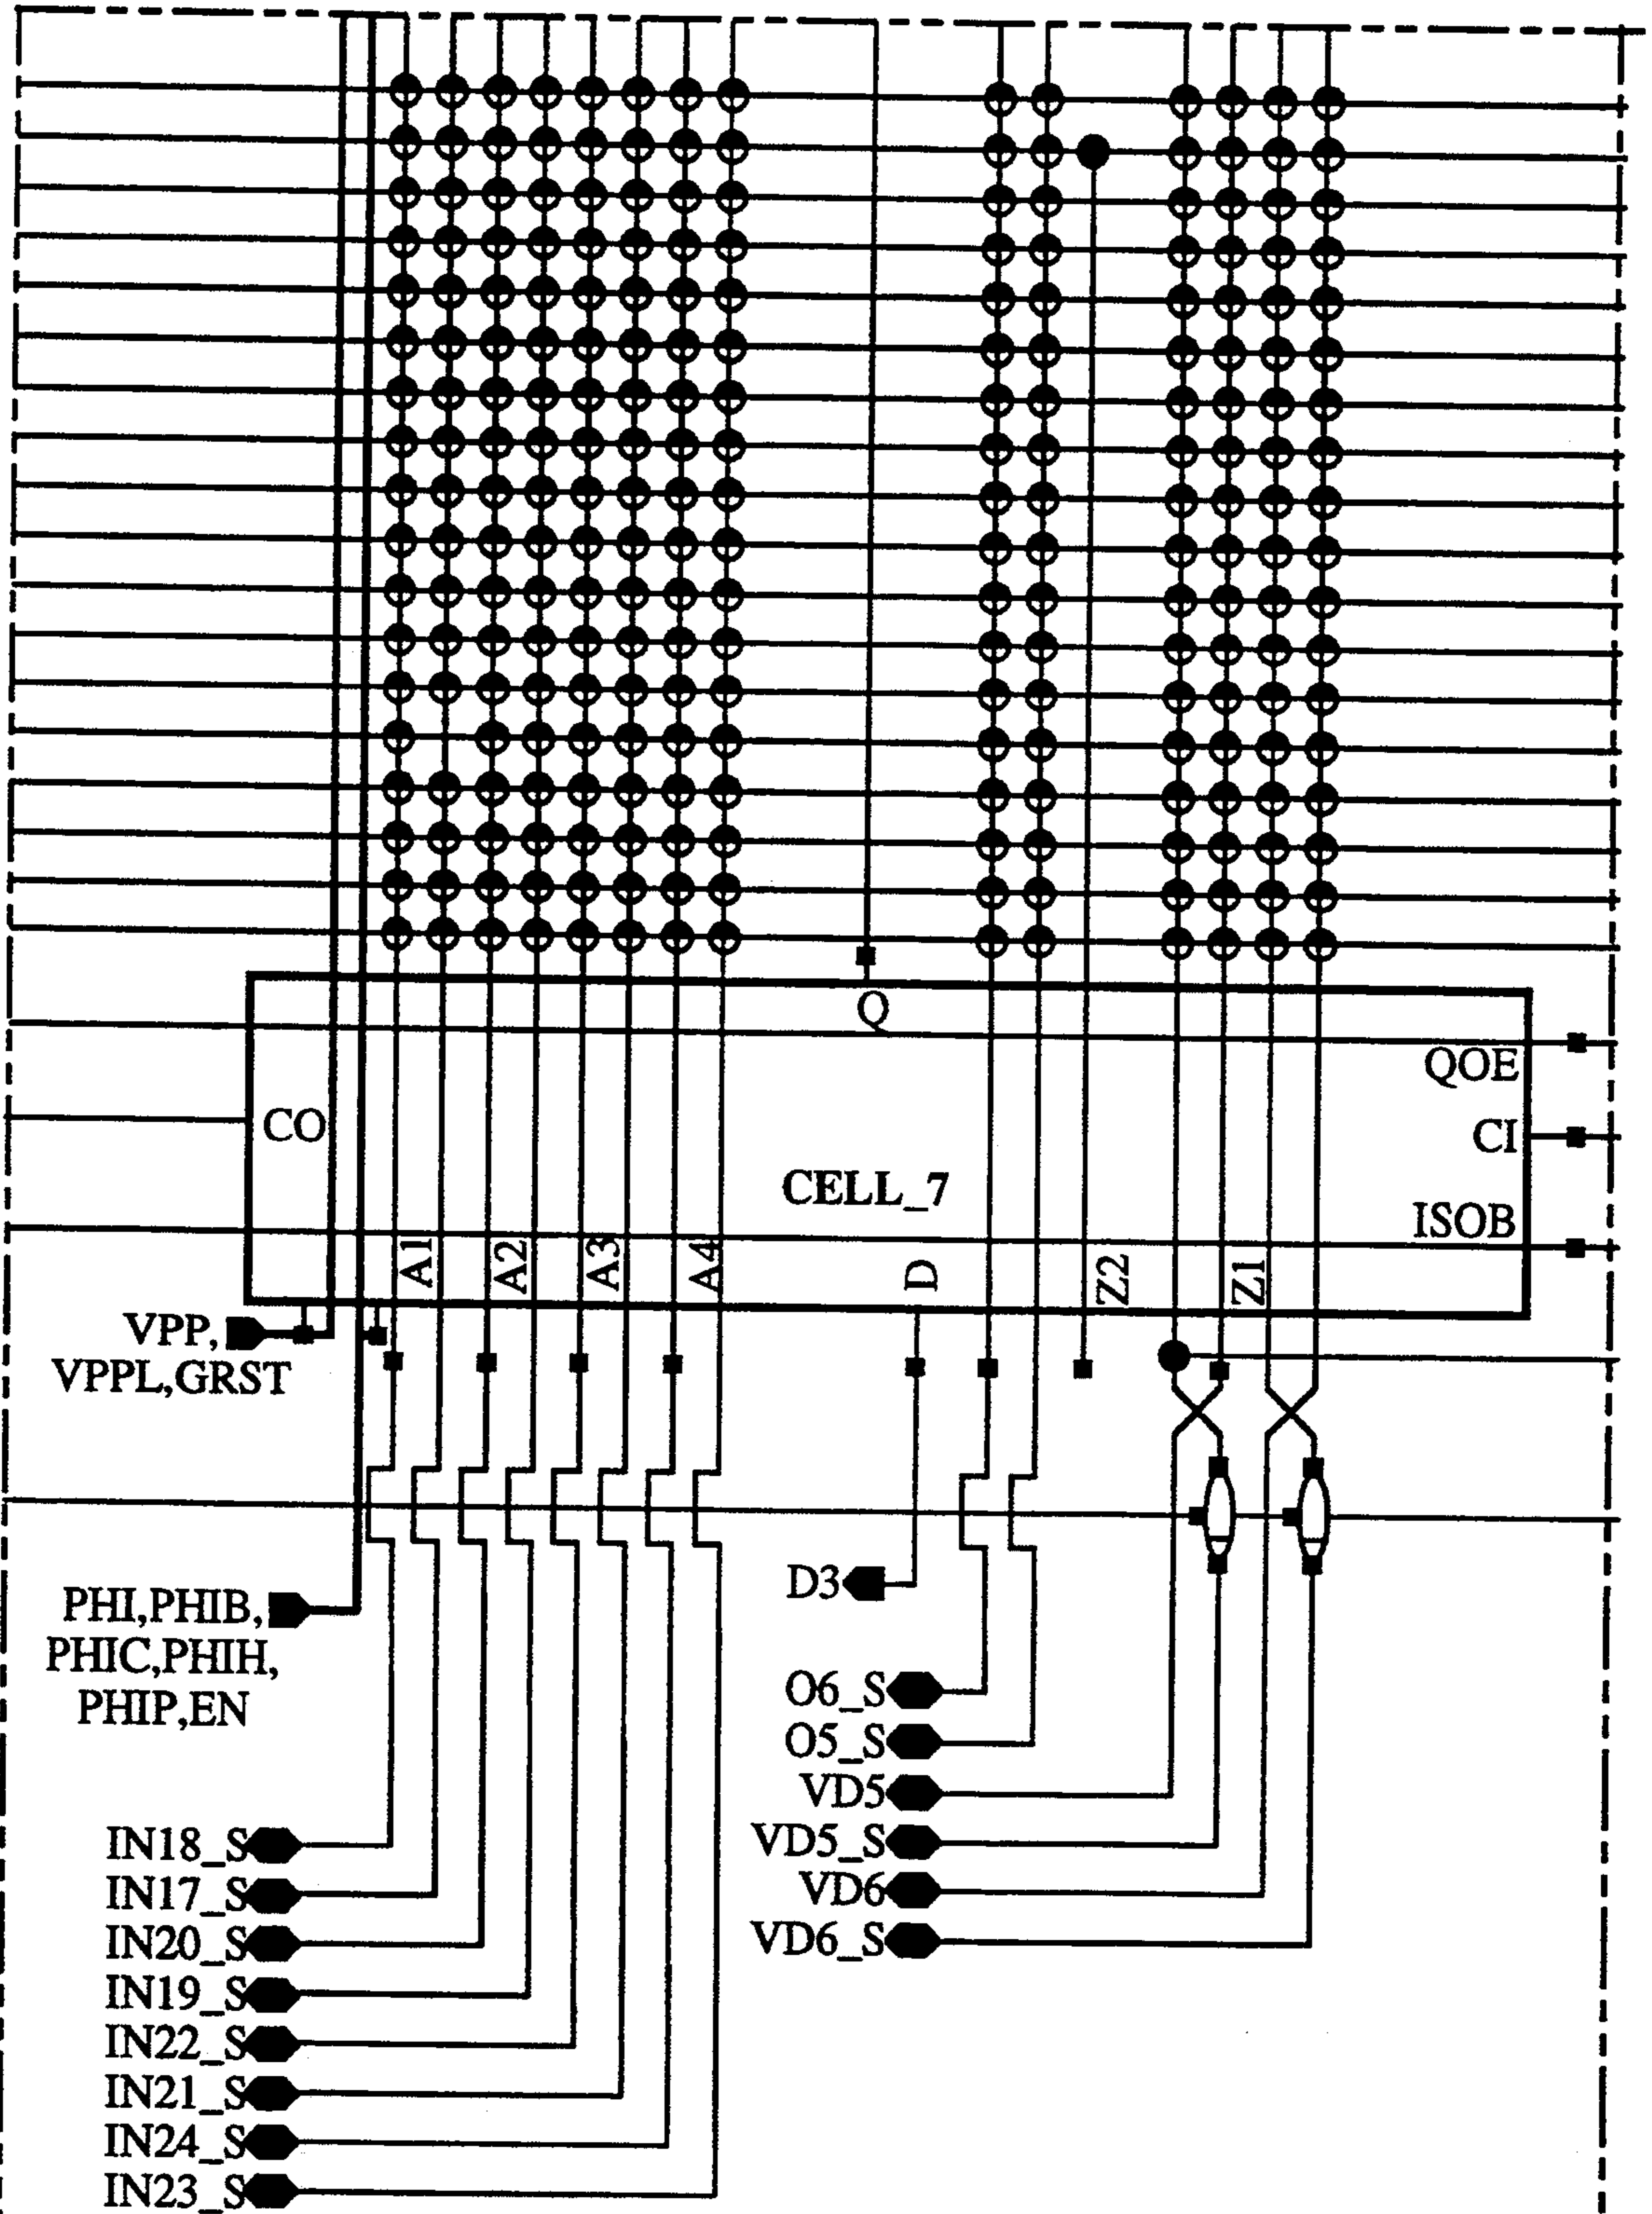 Q
QOE
CO
CI
CELL_7
ISOB
A1
A2
A3
A4
D
Z2
Z1
VPP,
VPPL,GRST
D3
PHI,PHIB,
PHIC,PHIH,
PHIP,EN
O6_S
O5_S
VD5
VD5_S
VD6
VD6_S
IN18_S
IN17_S
IN20_S
IN19_S
IN22_S
IN21_S
IN24_S
IN23_S